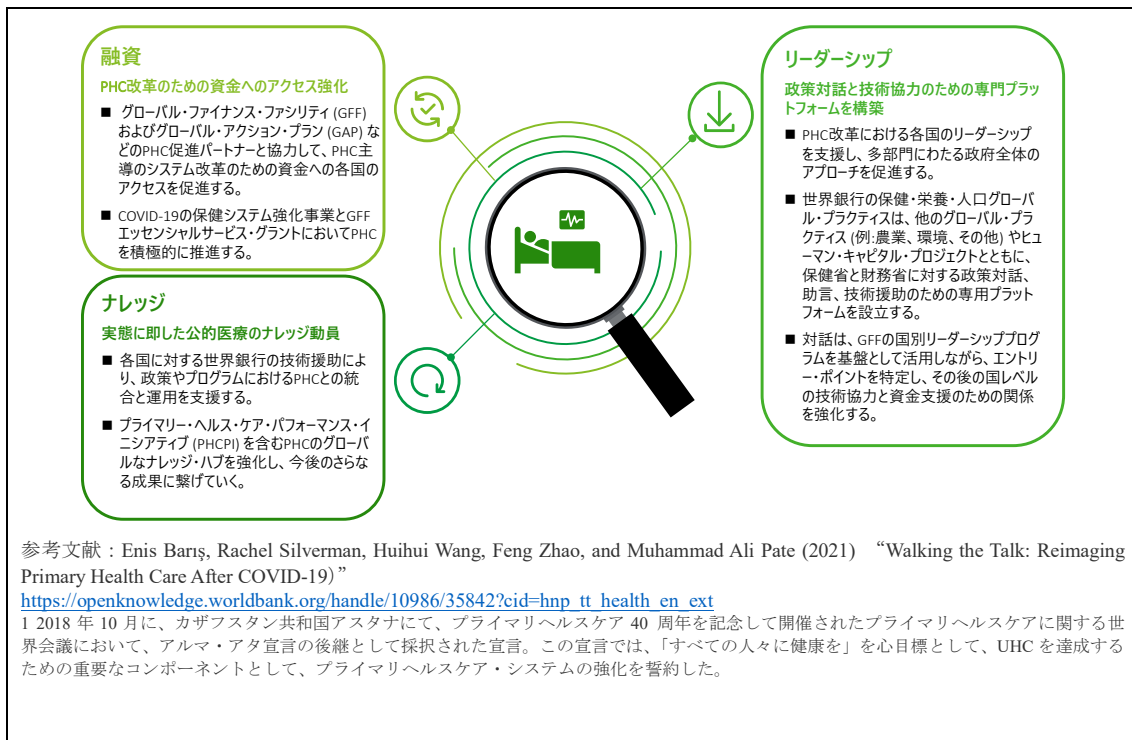 融資
PHC改革のための資金へのアクセス強化
■ グローバル・ファイナンス・ファシリティ (GFF)
およびグローバル・アクション・プラン (GAP) な
どのPHC促進パートナーと協力して、PHC主
導のシステム改革のための資金への各国の
アクセスを促進する。
■ COVID-19の保健システム強化事業とGFF
エッセンシャルサービス・グラントにおいてPHC
を積極的に推進する。
ナレッジ
実態に即した公的医療のナレッジ動員
■ 各国に対する世界銀行の技術援助によ
り、政策やプログラムにおけるPHCとの統
合と運用を支援する。
■ プライマリー・ヘルス・ケア・パフォーマンス・イ
ニシアティブ (PHCPI) を含むPHCのグローバ
ルなナレッジ・ハブを強化し、今後のさらな
る成果に繋げていく。
リーダーシップ
政策対話と技術協力のための専門プラッ
トフォームを構築
■ PHC改革における各国のリーダーシップ
を支援し、多部門にわたる政府全体の
アプローチを促進する。
■ 世界銀行の保健・栄養・人口グローバ
ル・プラクティスは、他のグローバル・プラ
クティス (例:農業、環境、その他) やヒュ
ーマン・キャピタル・プロジェクトとともに、
保健省と財務省に対する政策対話、
助言、技術援助のための専用プラット
フォームを設立する。
■ 対話は、GFFの国別リーダーシッププログ
ラムを基盤として活用しながら、エントリ
ー・ポイントを特定し、その後の国レベル
の技術協力と資金支援のための関係
を強化する。
参考文献：Enis Barış, Rachel Silverman, Huihui Wang, Feng Zhao, and Muhammad Ali Pate (2021) “Walking the Talk: Reimaging
Primary Health Care After COVID-19)”
https://openknowledge.worldbank.org/handle/10986/35842?cid=hnp_tt_health_en_ext
1 2018 年 10 月に、カザフスタン共和国アスタナにて、プライマリヘルスケア 40 周年を記念して開催されたプライマリヘルスケアに関する世
界会議において、アルマ・アタ宣言の後継として採択された宣言。この宣言では、「すべての人々に健康を」を心目標として、UHC を達成する
ための重要なコンポーネントとして、プライマリヘルスケア・システムの強化を誓約した。